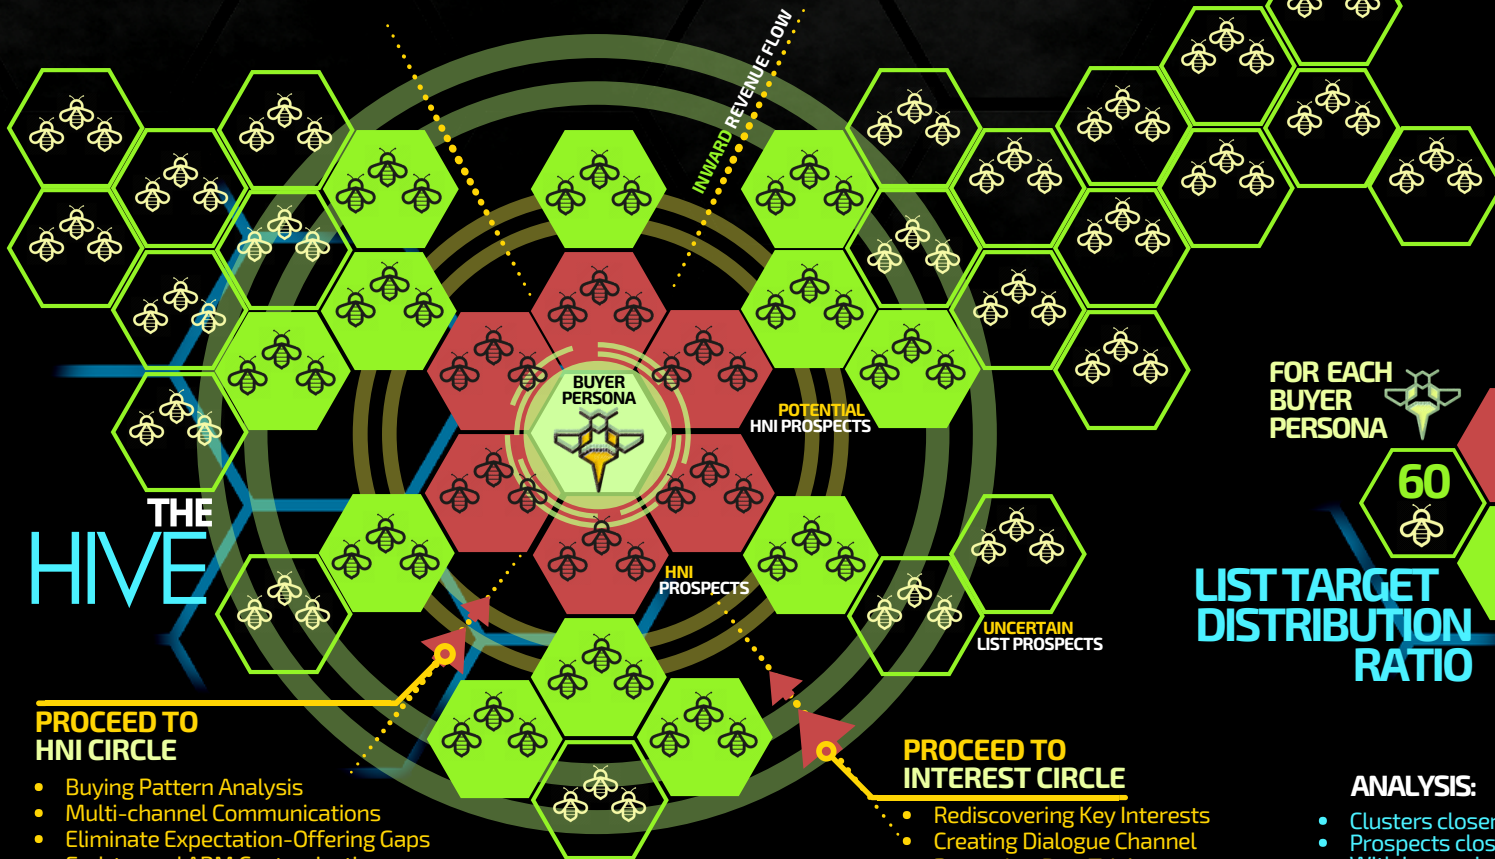 INWARD REVENUE FLOW
BUYER
PERSONA
POTENTIAL
HNI PROSPECTS
HNI
PROSPECTS
UNCERTAIN
LIST PROSPECTS
THE
HIVE
FOR EACH
BUYER
PERSONA
60
LIST TARGET
DISTRIBUTION
RATIO
PROCEED TO
HNI CIRCLE
• Buying Pattern Analysis
• Multi-channel Communications
• Eliminate Expectation-Offering Gaps
PROCEED TO
INTEREST CIRCLE
• Rediscovering Key Interests
• Creating Dialogue Channel
ANALYSIS:
• Clusters closer
• Prospects clos